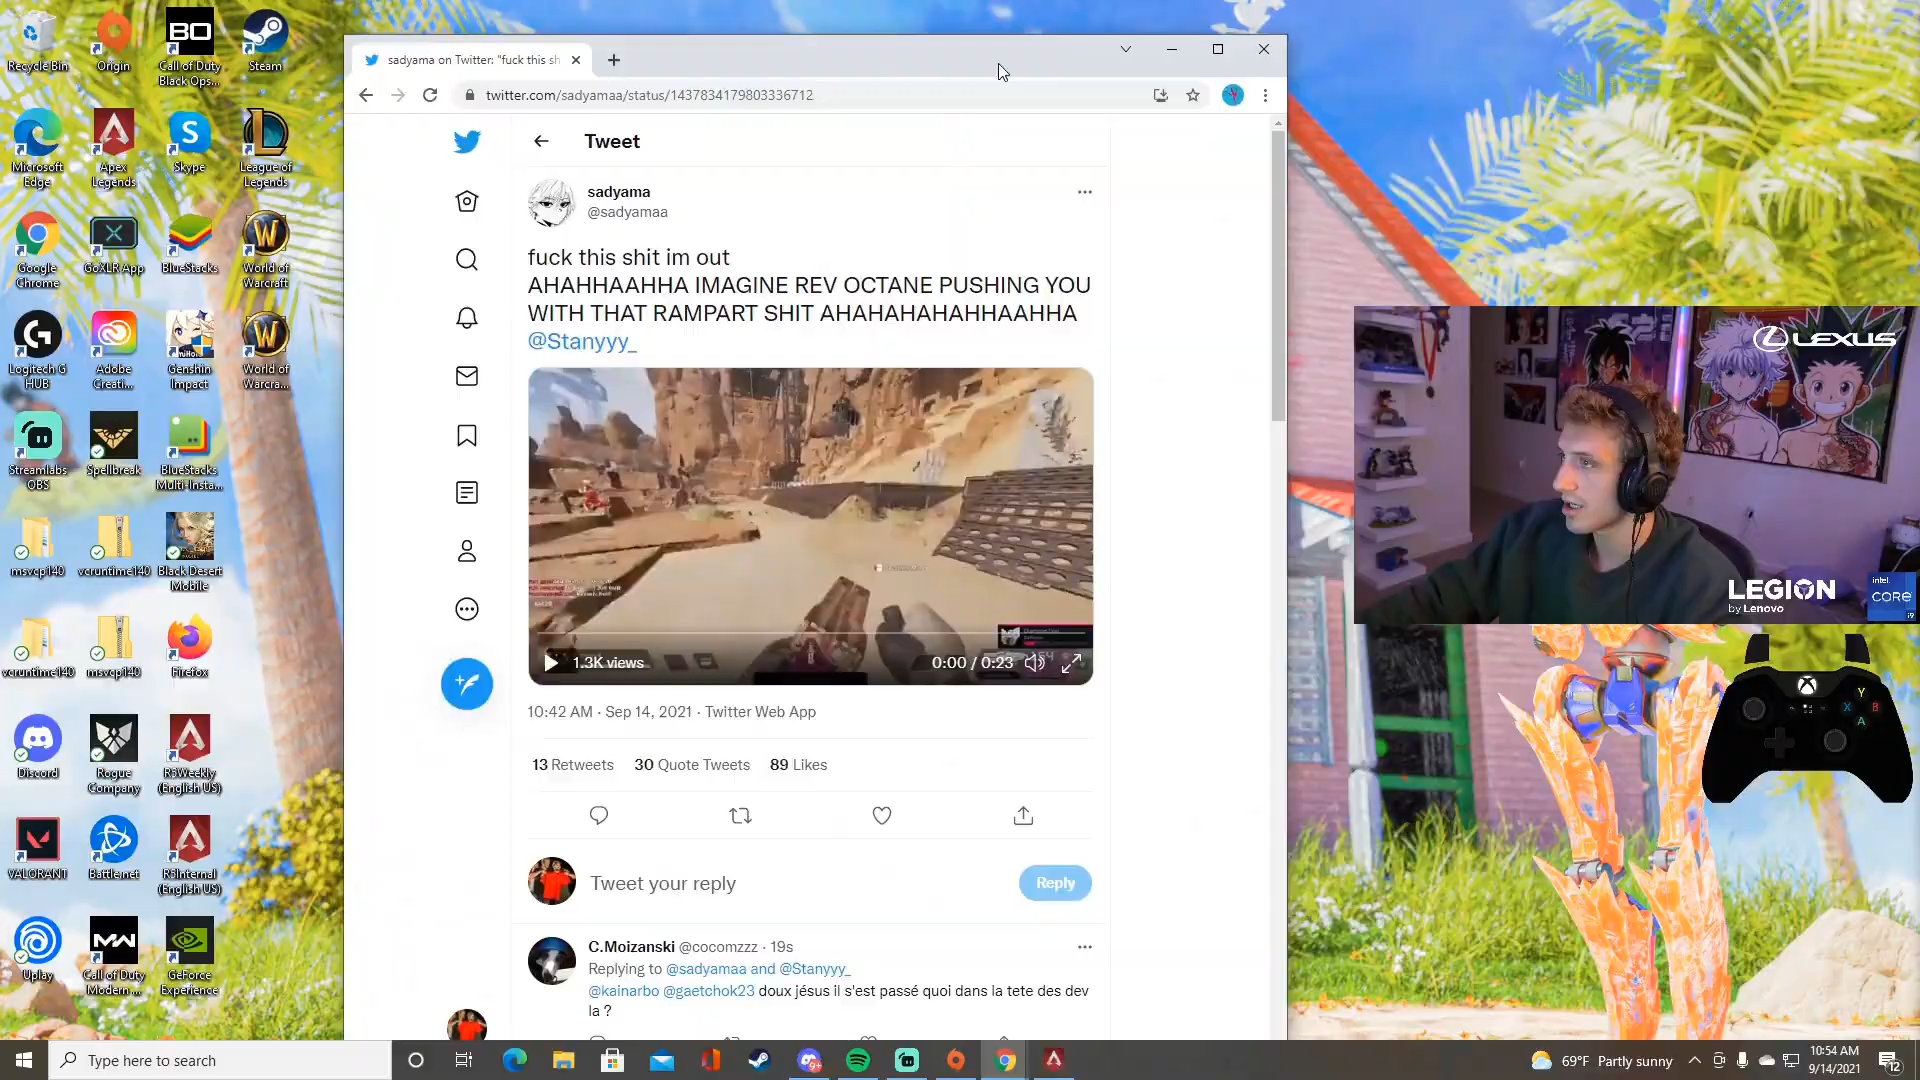 Recycle Bin
Origin
Call of Duty
Black Ops...
Steam
Microsoft
Edge
Apex
Legends
Skype
League of
Legends
Google
Chrome
GoXLR App
BlueStacks
World of
Warcraft
Logitech G
HUB
Adobe
Creati...
Genshin
Impact
World of
Warcra...
Streamlabs
OBS
Spellbreak
BlueStacks
Multi-Insta...
msvcp140
vcruntime140
Black Desert
Mobile
vcruntime140
msvcp140
Firefox
Discord
Rogue
Company
R5Weekly
(English US)
VALORANT
Battle.net
R5Internal
(English US)
Uplay
Call of Duty
Modern ...
GeForce
Experience
sadyama on Twitter: "fuck this sh
twitter.com/sadyamaa/status/1437834179803336712
Tweet
sadyama
@sadyamaa
fuck this shit im out
AHAHHAAHHA IMAGINE REV OCTANE PUSHING YOU
WITH THAT RAMPART SHIT AHAHAHAHAHHAAHHA
@Stanyyy_
1.3K views
0:00 / 0:23
10:42 AM · Sep 14, 2021 · Twitter Web App
13 Retweets 30 Quote Tweets 89 Likes
Tweet your reply
Reply
C.Moizanski @cocomzzz · 19s
Replying to @sadyamaa and @Stanyyy_
@kainarbo @gaetchok23 doux jésus il s'est passé quoi dans la tete des dev
la ?
LEXUS
LEGION
by Lenovo
intel.
CORE
i9
Y
X B
A
Type here to search
69°F Partly sunny
10:54 AM
9/14/2021
12